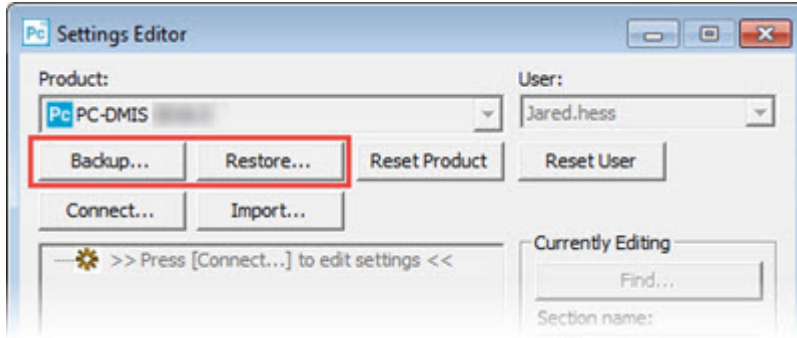 Pc Settings Editor
Product: User:
Pc PC-DMIS Jared.hess
Backup... Restore... Reset Product Reset User
Connect... Import...
Currently Editing
>> Press [Connect...] to edit settings <<
Find...
Section name: